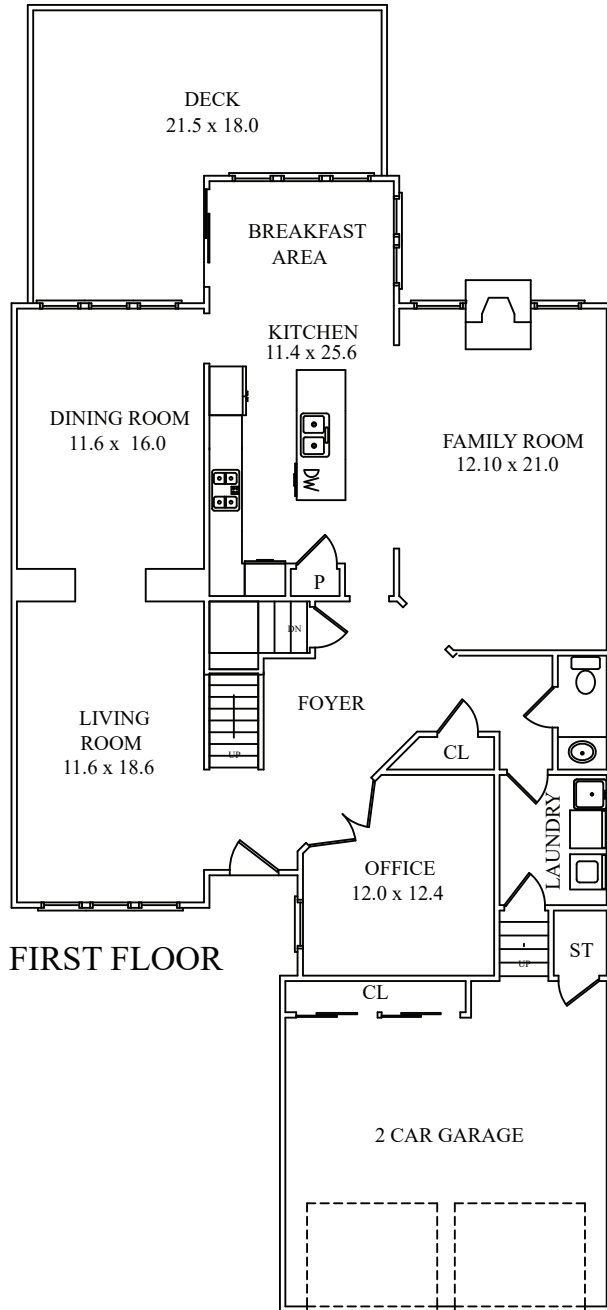 DECK
21.5 x 18.0
BREAKFAST
AREA
KITCHEN
11.4 x 25.6
DINING ROOM
11.6 x 16.0
FAMILY ROOM
12.10 x 21.0
DW
P
DN
FOYER
LIVING
ROOM
11.6 x 18.6
UP
CL
LAUNDRY
OFFICE
12.0 x 12.4
FIRST FLOOR
ST
UP
CL
2 CAR GARAGE